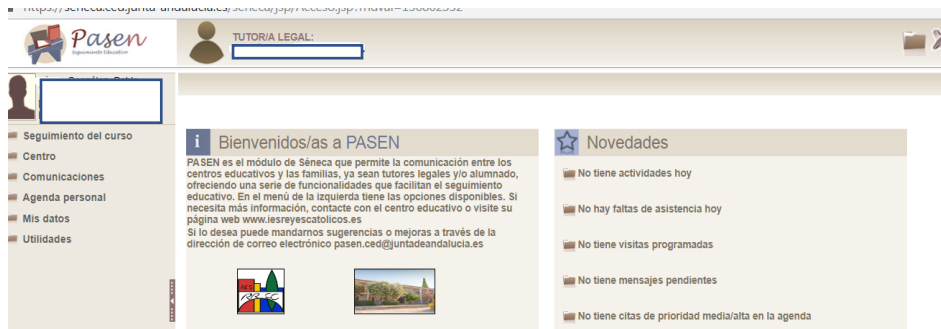 Pasen
Seguimiento Educativo
TUTOR/A LEGAL:
Seguimiento del curso
Centro
Comunicaciones
Agenda personal
Mis datos
Utilidades
Bienvenidos/as a PASEN
PASEN es el módulo de Séneca que permite la comunicación entre los
centros educativos y las familias, ya sean tutores legales y/o alumnado,
ofreciendo una serie de funcionalidades que facilitan el seguimiento
educativo. En el menú de la izquierda tiene las opciones disponibles. Si
necesita más información, contacte con el centro educativo o visite su
página web www.iesreyescatolicos.es
Si lo desea puede mandarnos sugerencias o mejoras a través de la
dirección de correo electrónico pasen.ced@juntadeandalucia.es
Novedades
No tiene actividades hoy
No hay faltas de asistencia hoy
No tiene visitas programadas
No tiene mensajes pendientes
No tiene citas de prioridad media/alta en la agenda